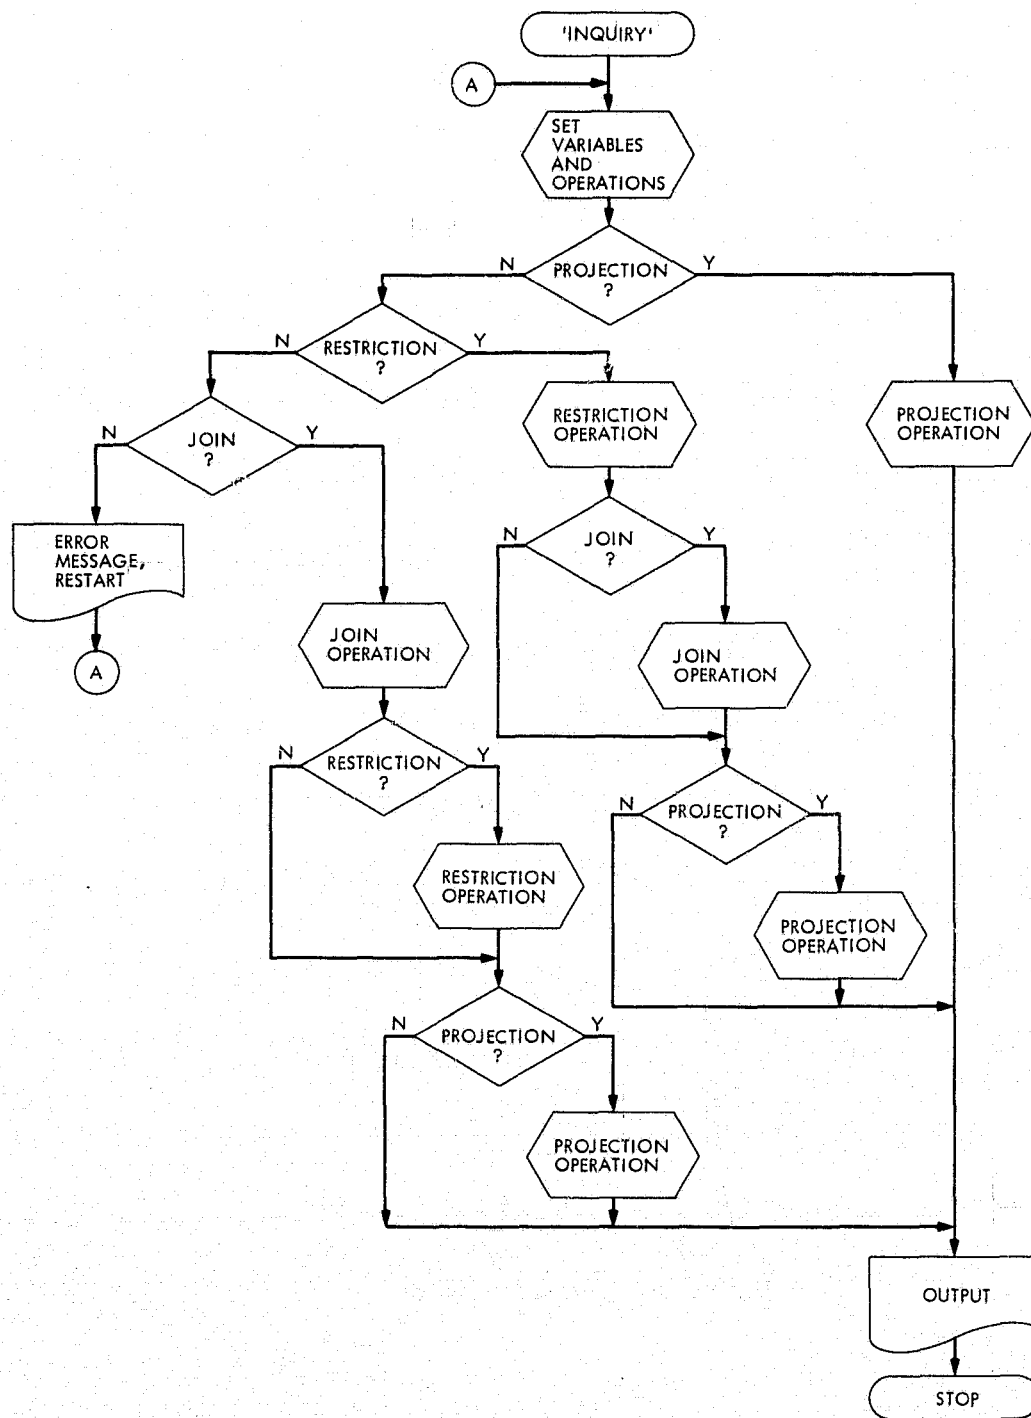 'INQUIRY'
A
SET
VARIABLES
AND
OPERATIONS
N
PROJECTION
?
Y
N
RESTRICTION
?
Y
N
JOIN
?
Y
RESTRICTION
OPERATION
PROJECTION
OPERATION
ERROR
MESSAGE,
RESTART
A
N
JOIN
?
Y
JOIN
OPERATION
JOIN
OPERATION
N
RESTRICTION
?
Y
N
PROJECTION
?
Y
RESTRICTION
OPERATION
PROJECTION
OPERATION
N
PROJECTION
?
Y
PROJECTION
OPERATION
OUTPUT
STOP